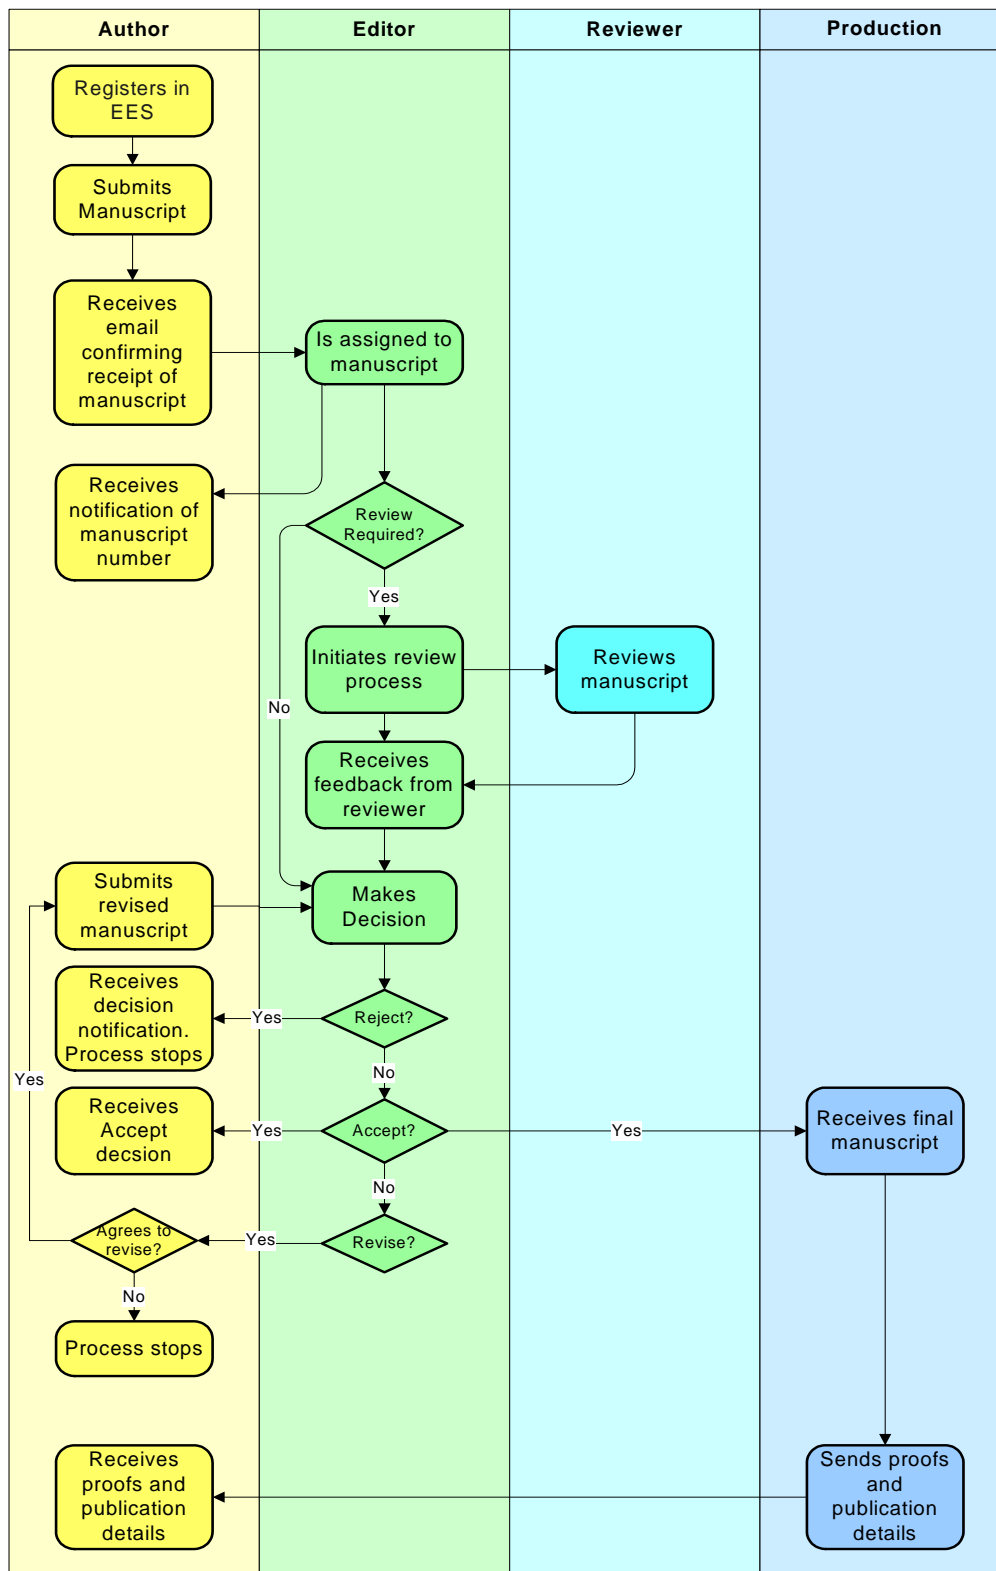 Author
Editor
Reviewer
Production
Registers in
EES
Submits
Manuscript
Receives
email
confirming
receipt of
manuscript
Is assigned to
manuscript
Receives
notification of
manuscript
number
Review
Required?
Yes
No
Initiates review
process
Reviews
manuscript
Receives
feedback from
reviewer
Submits
revised
manuscript
Makes
Decision
Receives
decision
notification.
Process stops
Yes
Reject?
No
Yes
Receives
Accept
decsion
Yes
Accept?
Yes
Receives final
manuscript
No
Agrees to
revise?
Yes
Revise?
No
Process stops
Receives
proofs and
publication
details
Sends proofs
and
publication
details